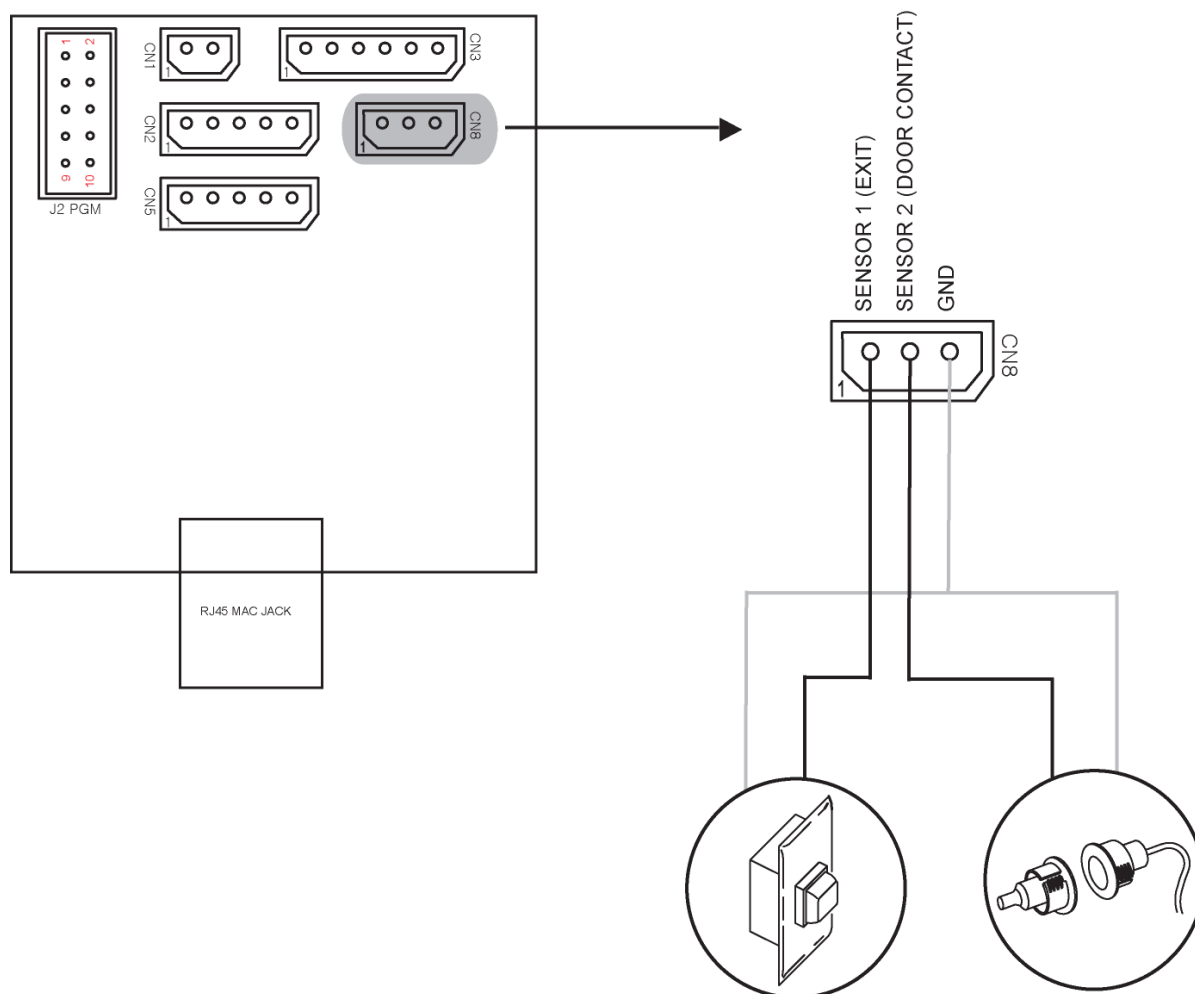 1 2
9 10
J2 PGM
CN1
1
CN3
1
CN2
1
CN8
1
CN5
1
RJ45 MAC JACK
SENSOR 1 (EXIT)
SENSOR 2 (DOOR CONTACT)
GND
CN8
1